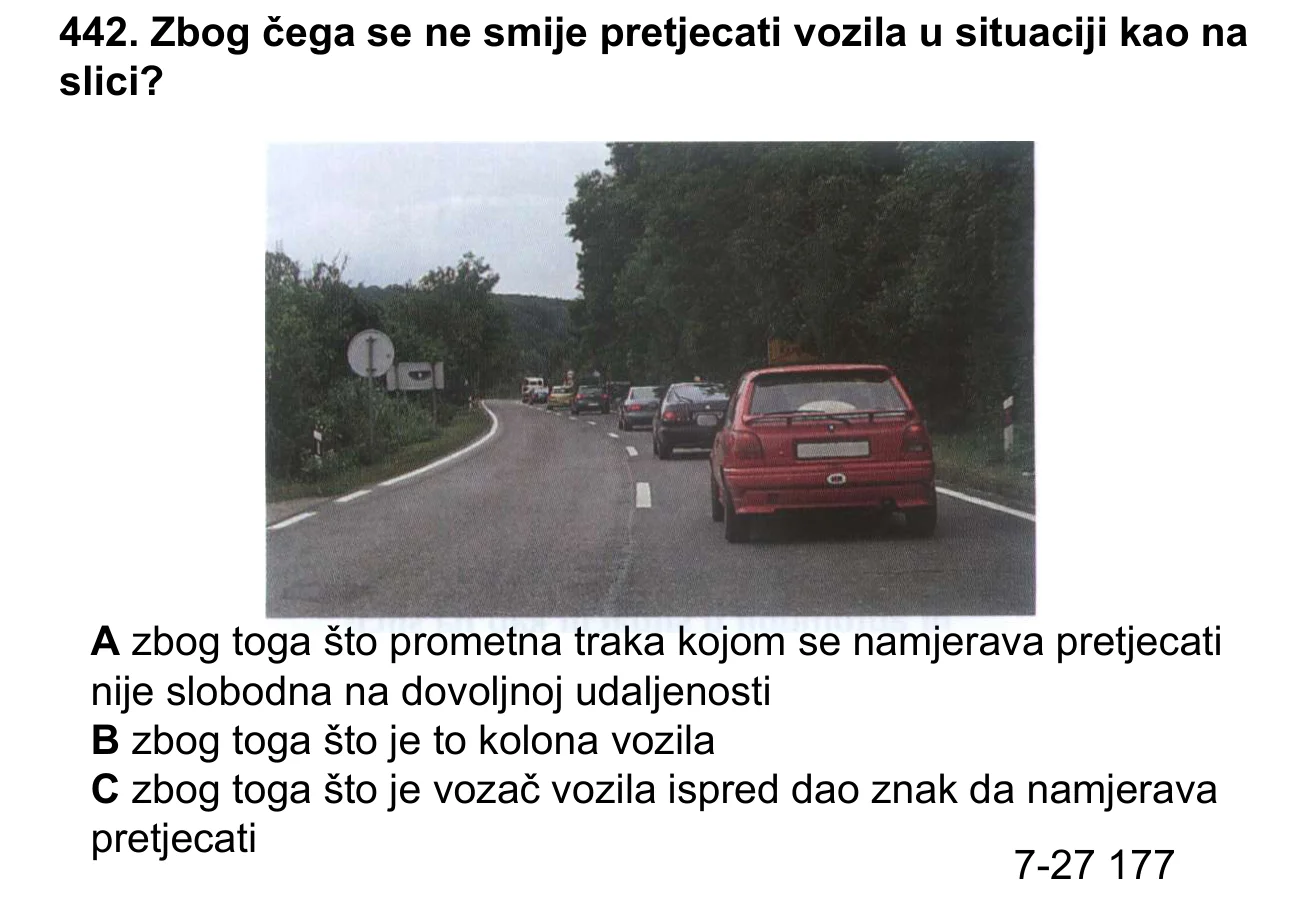 442. Zbog čega se ne smije pretjecati vozila u situaciji kao na
slici?
A zbog toga što prometna traka kojom se namjerava pretjecati
nije slobodna na dovoljnoj udaljenosti
B zbog toga što je to kolona vozila
C zbog toga što je vozač vozila ispred dao znak da namjerava
pretjecati
7-27 177